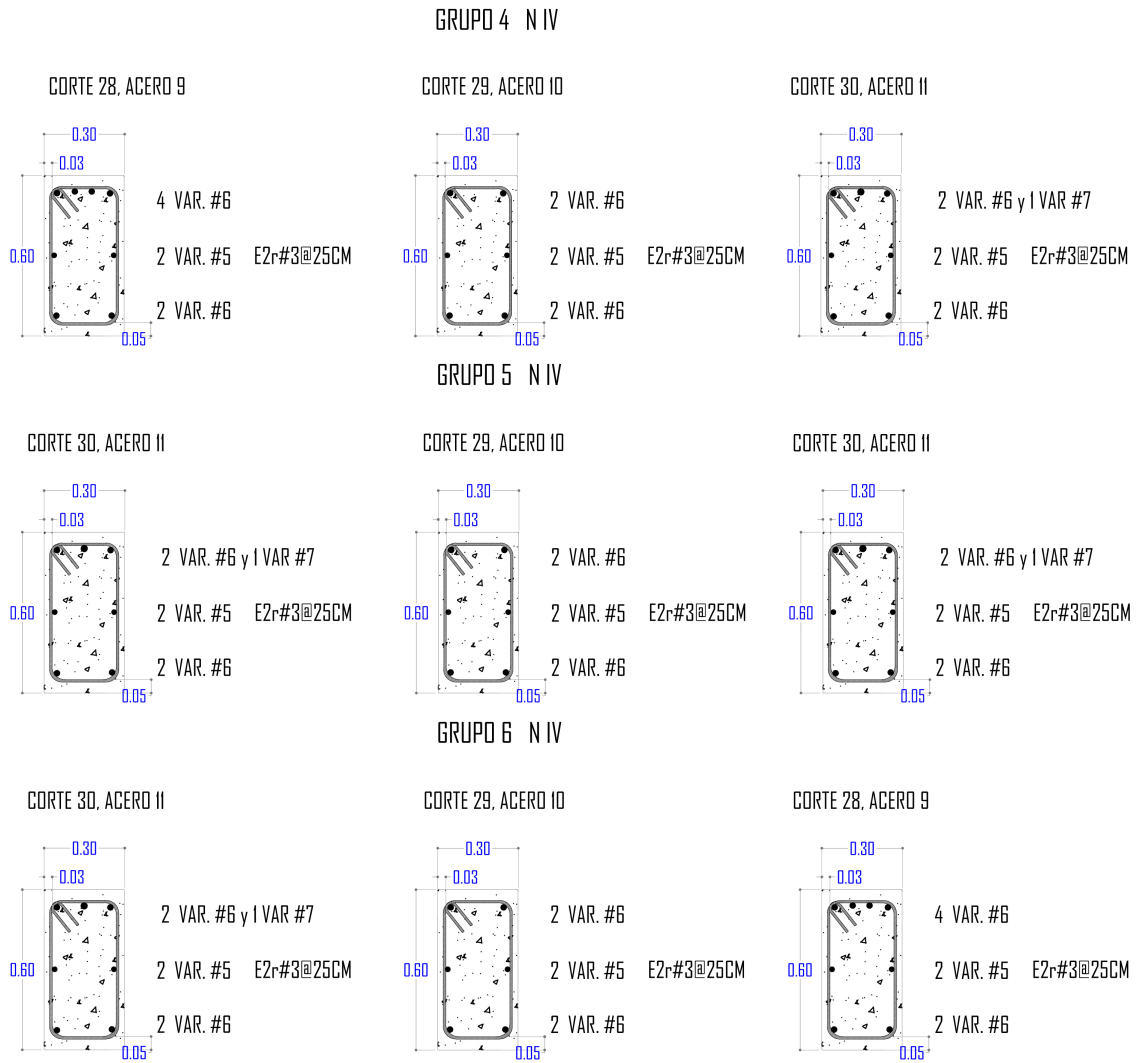 GRUPO 4 N IV
CORTE 28, ACERO 9
CORTE 29, ACERO 10
CORTE 30, ACERO 11
0.30
0.03
0.60
4 VAR. #6
2 VAR. #5 E2r#3@25CM
2 VAR. #6
0.05
0.30
0.03
0.60
2 VAR. #6
2 VAR. #5 E2r#3@25CM
2 VAR. #6
0.05
0.30
0.03
0.60
2 VAR. #6 y 1 VAR #7
2 VAR. #5 E2r#3@25CM
2 VAR. #6
0.05
GRUPO 5 N IV
CORTE 30, ACERO 11
CORTE 29, ACERO 10
CORTE 30, ACERO 11
0.30
0.03
0.60
2 VAR. #6 y 1 VAR #7
2 VAR. #5 E2r#3@25CM
2 VAR. #6
0.05
0.30
0.03
0.60
2 VAR. #6
2 VAR. #5 E2r#3@25CM
2 VAR. #6
0.05
0.30
0.03
0.60
2 VAR. #6 y 1 VAR #7
2 VAR. #5 E2r#3@25CM
2 VAR. #6
0.05
GRUPO 6 N IV
CORTE 30, ACERO 11
CORTE 29, ACERO 10
CORTE 28, ACERO 9
0.30
0.03
0.60
2 VAR. #6 y 1 VAR #7
2 VAR. #5 E2r#3@25CM
2 VAR. #6
0.05
0.30
0.03
0.60
2 VAR. #6
2 VAR. #5 E2r#3@25CM
2 VAR. #6
0.05
0.30
0.03
0.60
4 VAR. #6
2 VAR. #5 E2r#3@25CM
2 VAR. #6
0.05